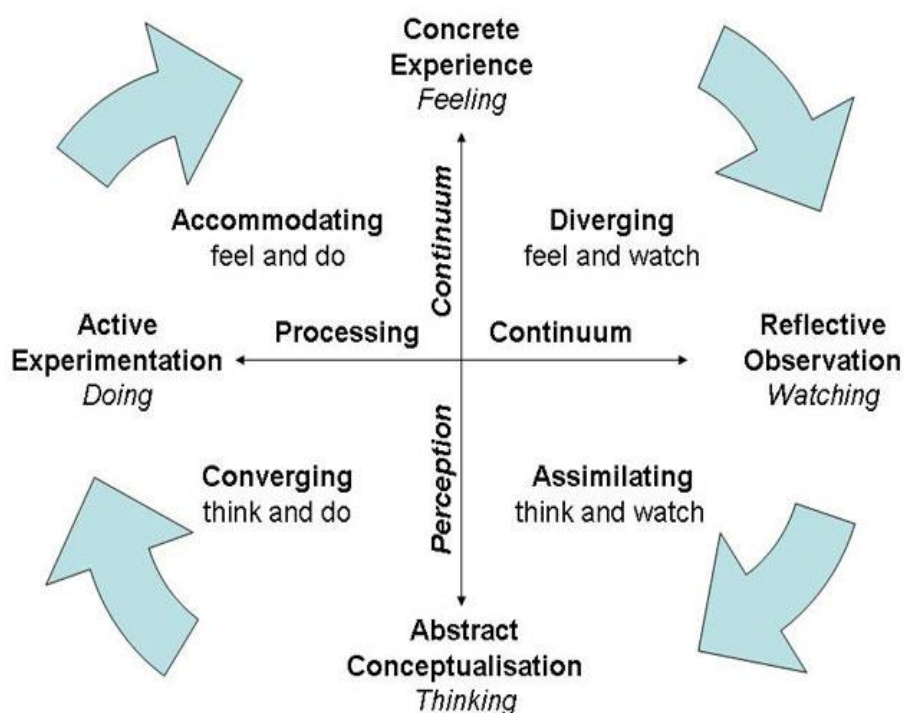 Concrete
Experience
Feeling
Accommodating
feel and do
Continuum
Diverging
feel and watch
Active
Experimentation
Doing
Processing
Continuum
Reflective
Observation
Watching
Converging
think and do
Perception
Assimilating
think and watch
Abstract
Conceptualisation
Thinking